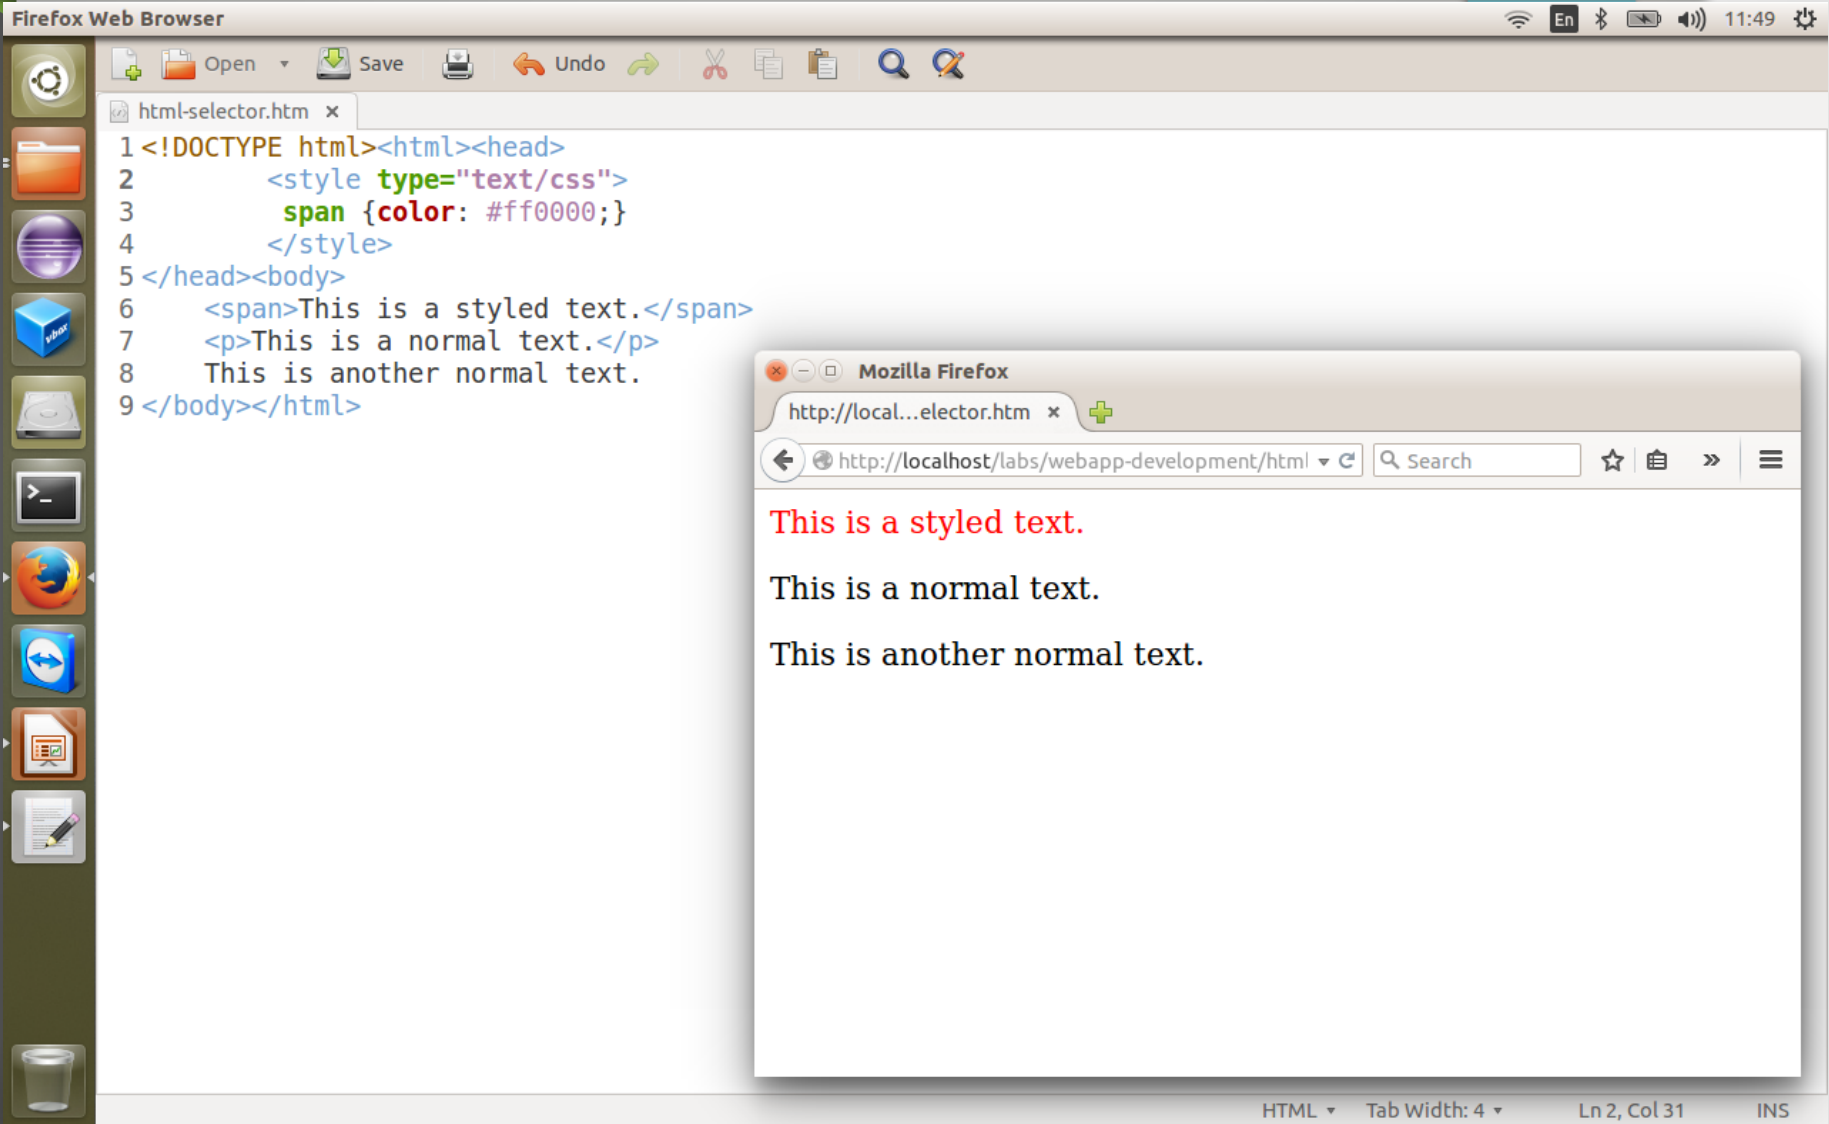 Firefox Web Browser
En
11:49
Open
Save
Undo
html-selector.htm
1 <!DOCTYPE html><html><head>
2         <style type="text/css">
3          span {color: #ff0000;}
4         </style>
5 </head><body>
6     <span>This is a styled text.</span>
7     <p>This is a normal text.</p>
8     This is another normal text.
9 </body></html>
vbox
>_
Mozilla Firefox
http://local...elector.htm
http://localhost/labs/webapp-development/html
Search
This is a styled text.
This is a normal text.
This is another normal text.
HTML
Tab Width: 4
Ln 2, Col 31
INS